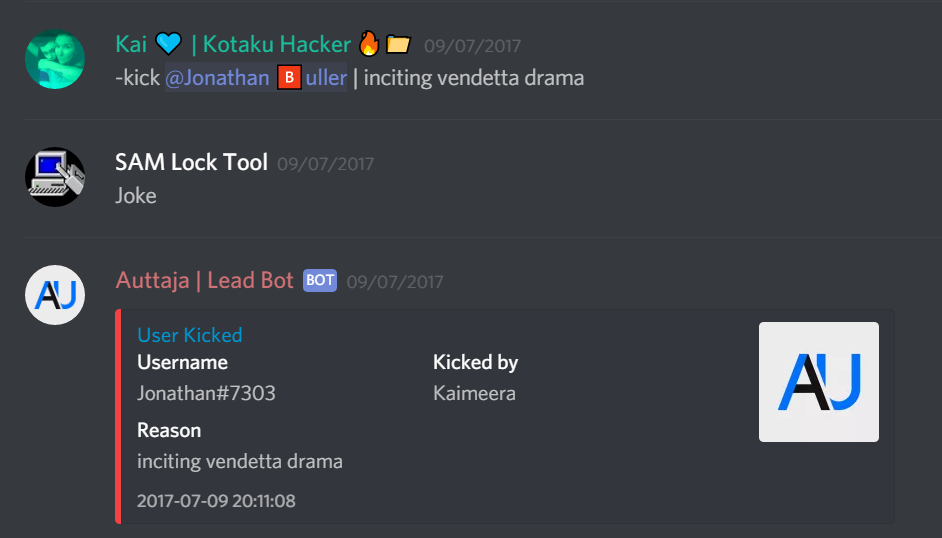 Kai 💙 | Kotaku Hacker 🔥 📁 09/07/2017
-kick @Jonathan 🅱️uller | inciting vendetta drama
SAM Lock Tool 09/07/2017
Joke
Auttaja | Lead Bot BOT 09/07/2017
AU
User Kicked
Username Kicked by
Jonathan#7303 Kaimeera
AU
Reason
inciting vendetta drama
2017-07-09 20:11:08